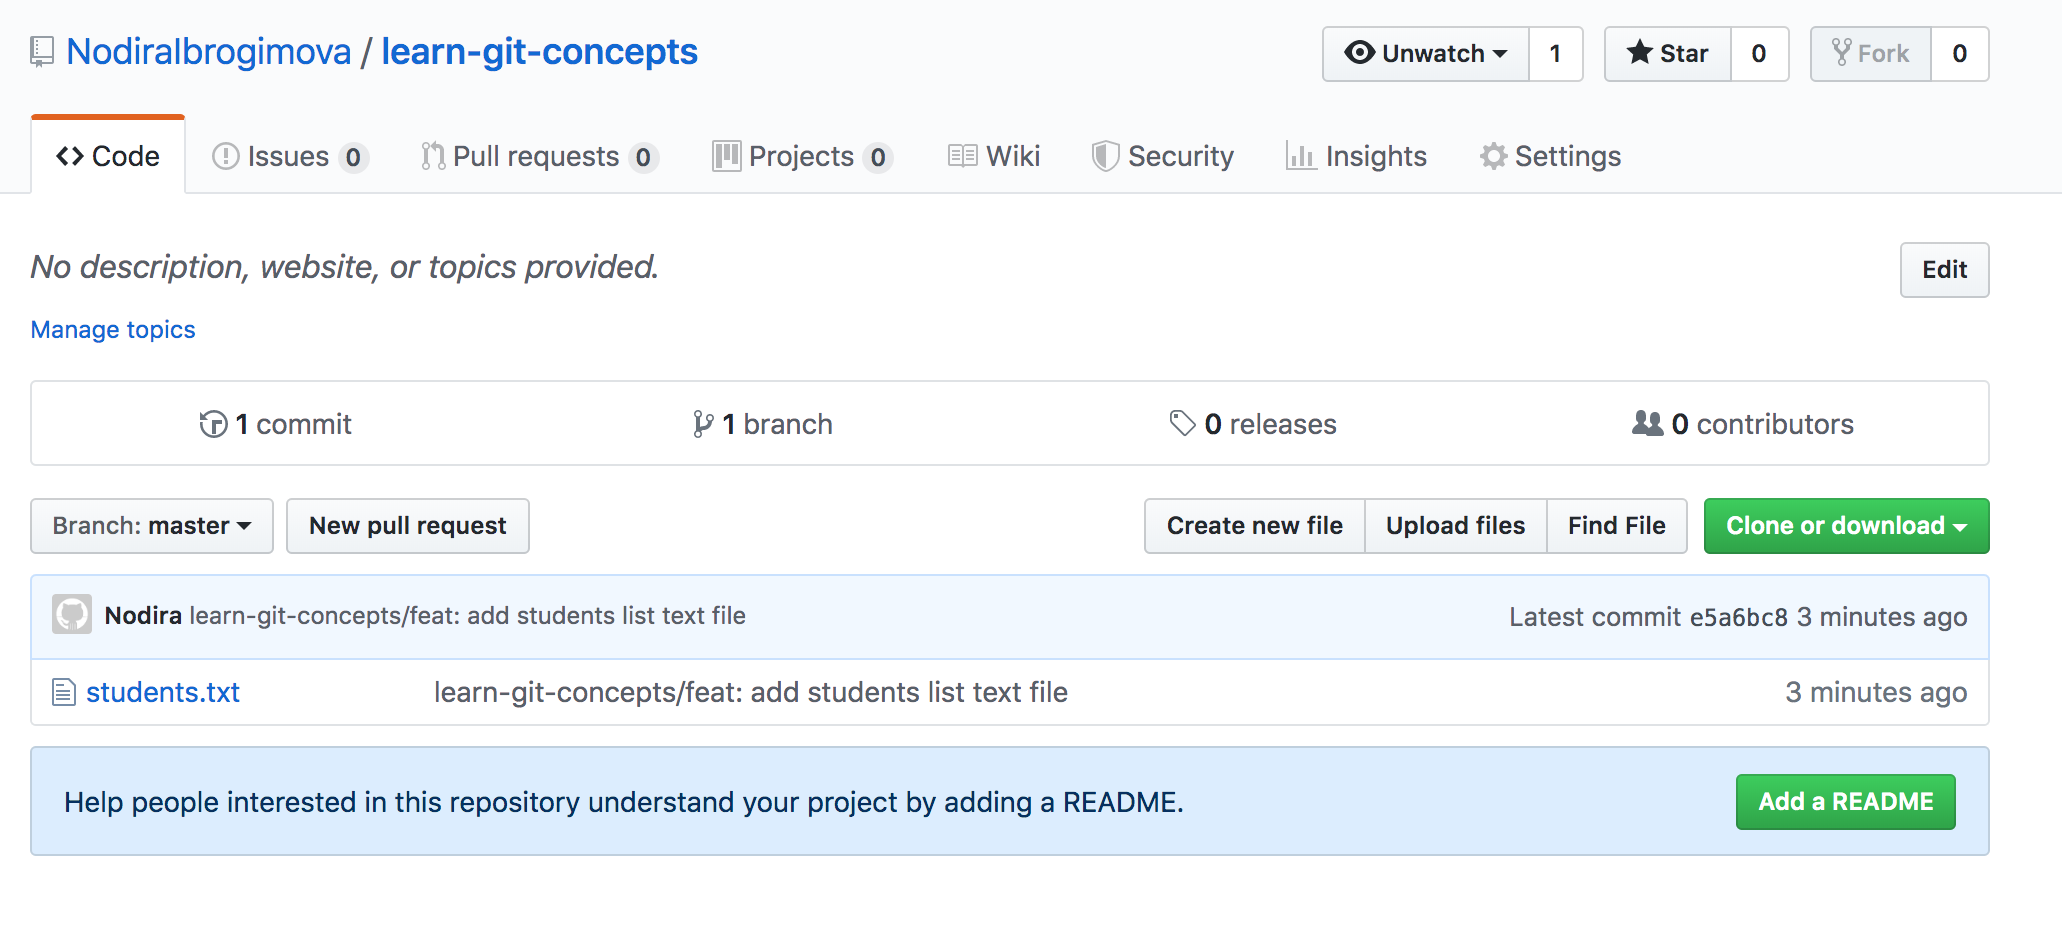 NodiraIbrogimova / learn-git-concepts
Unwatch 1 Star 0 Fork 0
Code Issues 0 Pull requests 0 Projects 0 Wiki Security Insights Settings
No description, website, or topics provided.
Edit
Manage topics
1 commit 1 branch 0 releases 0 contributors
Branch: master New pull request Create new file Upload files Find File Clone or download
Nodira learn-git-concepts/feat: add students list text file Latest commit e5a6bc8 3 minutes ago
students.txt learn-git-concepts/feat: add students list text file 3 minutes ago
Help people interested in this repository understand your project by adding a README. Add a README